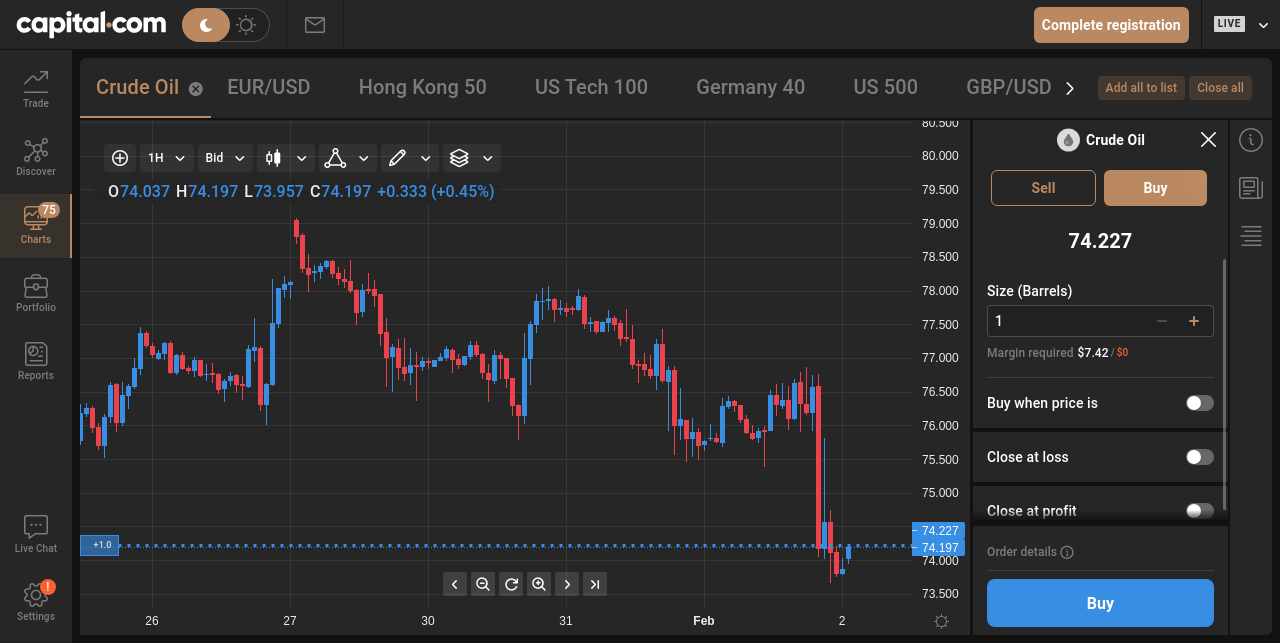 capital.com
Complete registration
LIVE
Trade
Discover
75
Charts
Portfolio
Reports
Live Chat
!
Settings
Crude Oil
EUR/USD
Hong Kong 50
US Tech 100
Germany 40
US 500
GBP/USD
Add all to list
Close all
1H
Bid
O74.037 H74.197 L73.957 C74.197 +0.333 (+0.45%)
80.500
80.000
79.500
79.000
78.500
78.000
77.500
77.000
76.500
76.000
75.500
75.000
74.227
74.197
74.000
73.500
+1.0
26
27
30
31
Feb
2
Crude Oil
Sell
Buy
74.227
Size (Barrels)
1
Margin required $7.42 / $0
Buy when price is
Close at loss
Close at profit
Order details
Buy